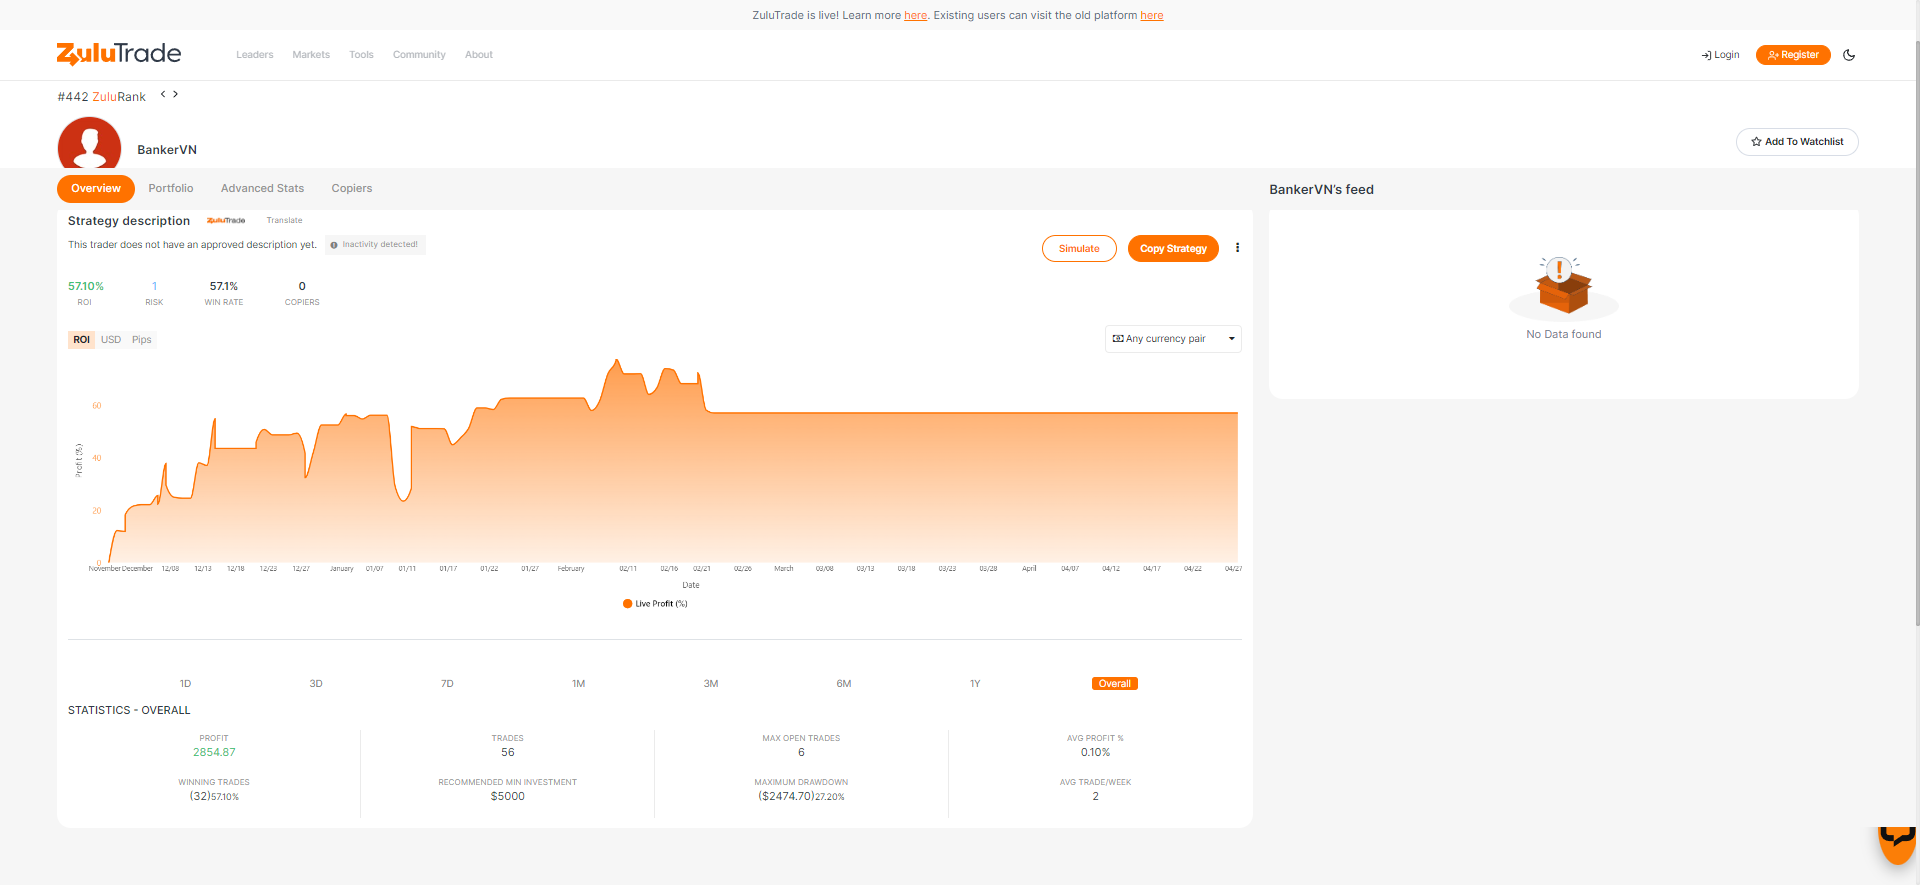 ZuluTrade is live! Learn more here. Existing users can visit the old platform here
ZuluTrade
Leaders Markets Tools Community About
Login Register
#442 ZuluRank
BankerVN
Add To Watchlist
Overview Portfolio Advanced Stats Copiers
BankerVN's feed
Strategy description ZuluTrade Translate
This trader does not have an approved description yet. Inactivity detected!
Simulate Copy Strategy
57.10% 1 57.1% 0
ROI RISK WIN RATE COPIERS
No Data found
ROI USD Pips
Any currency pair
60
40
20
0
Profit (%)
November December 12/08 12/13 12/18 12/23 12/27 January 01/07 01/11 01/17 01/22 01/27 February 02/11 02/16 02/21 02/26 March 03/08 03/13 03/18 03/23 03/28 April 04/07 04/12 04/17 04/22 04/27
Date
Live Profit (%)
1D 3D 7D 1M 3M 6M 1Y Overall
STATISTICS - OVERALL
PROFIT TRADES MAX OPEN TRADES AVG PROFIT %
2854.87 56 6 0.10%
WINNING TRADES RECOMMENDED MIN INVESTMENT MAXIMUM DRAWDOWN AVG TRADE/WEEK
(32)57.10% $5000 ($2474.70)27.20% 2